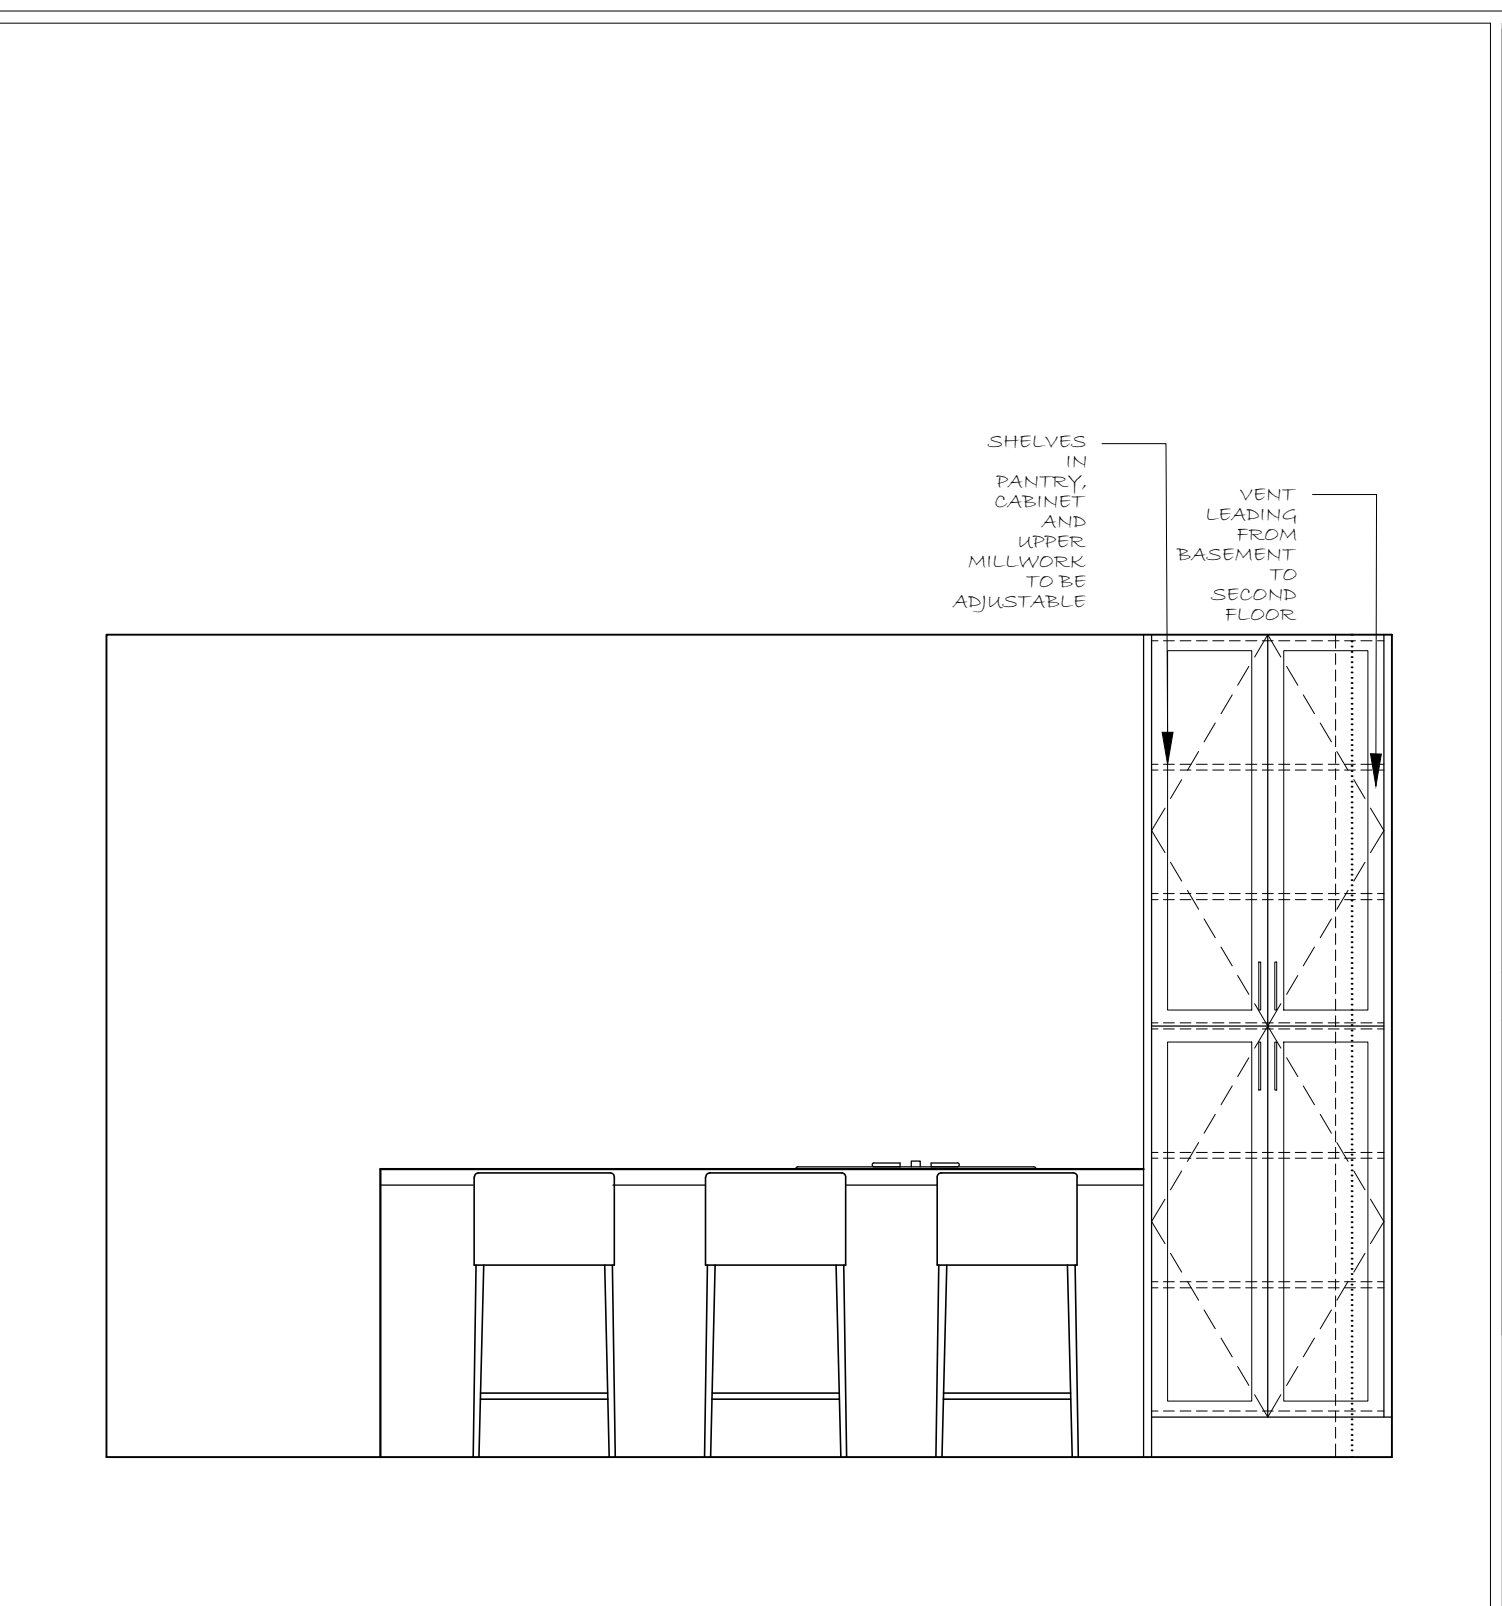 SHELVES
IN
PANTRY,
CABINET
AND
UPPER
MILLWORK
TO BE
ADJUSTABLE
VENT
LEADING
FROM
BASEMENT
TO
SECOND
FLOOR